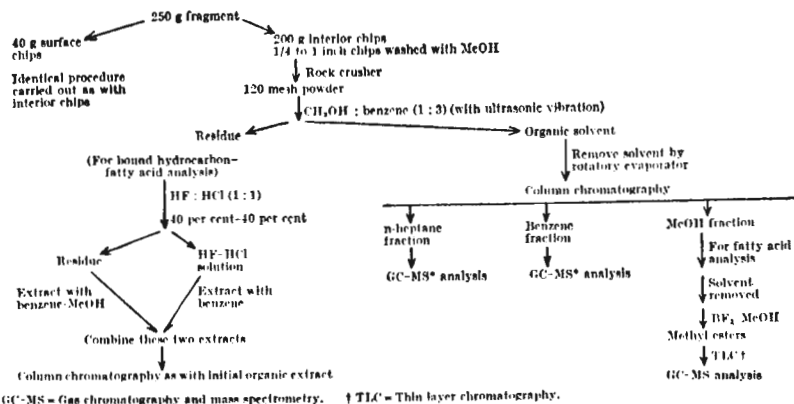 250 g fragment
40 g surface
chips
Identical procedure
carried out as with
interior chips
200 g interior chips
1/4 to 1 inch chips washed with MeOH
Rock crusher
120 mesh powder
CH3OH : benzene (1 : 3) (with ultrasonic vibration)
Residue
Organic solvent
(For bound hydrocarbon-
fatty acid analysis)
HF : HCl (1 : 1)
40 per cent-40 per cent
Residue
HF-HCl
solution
Extract with
benzene-MeOH
Extract with
benzene
Combine these two extracts
Column chromatography as with initial organic extract
Remove solvent by
rotatory evaporator
Column chromatography
n-heptane
fraction
GC-MS* analysis
Benzene
fraction
GC-MS* analysis
MeOH fraction
For fatty acid
analysis
Solvent
removed
BF3 MeOH
Methyl esters
TLC †
GC-MS analysis
GC-MS = Gas chromatography and mass spectrometry. † TLC = Thin layer chromatography.